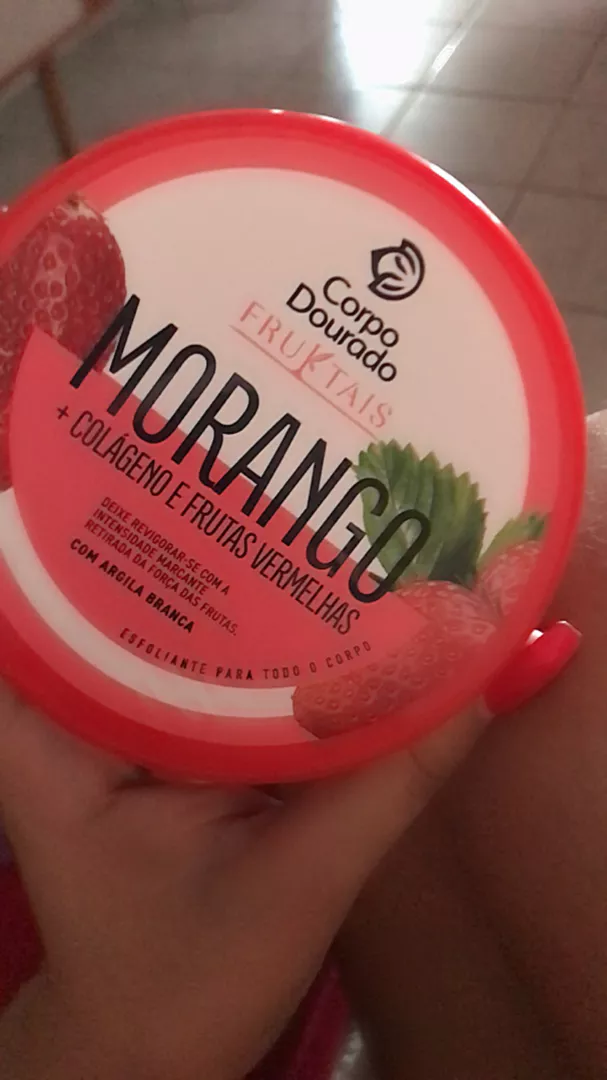 Corpo
Dourado
FRUKTAIS
MORANGO
+ COLÁGENO E FRUTAS VERMELHAS
DEIXE REVIGORAR-SE COM A
INTENSIDADE MARCANTE
RETIRADA DA FORÇA DAS FRUTAS.
COM ARGILA BRANCA
ESFOLIANTE PARA TODO O CORPO